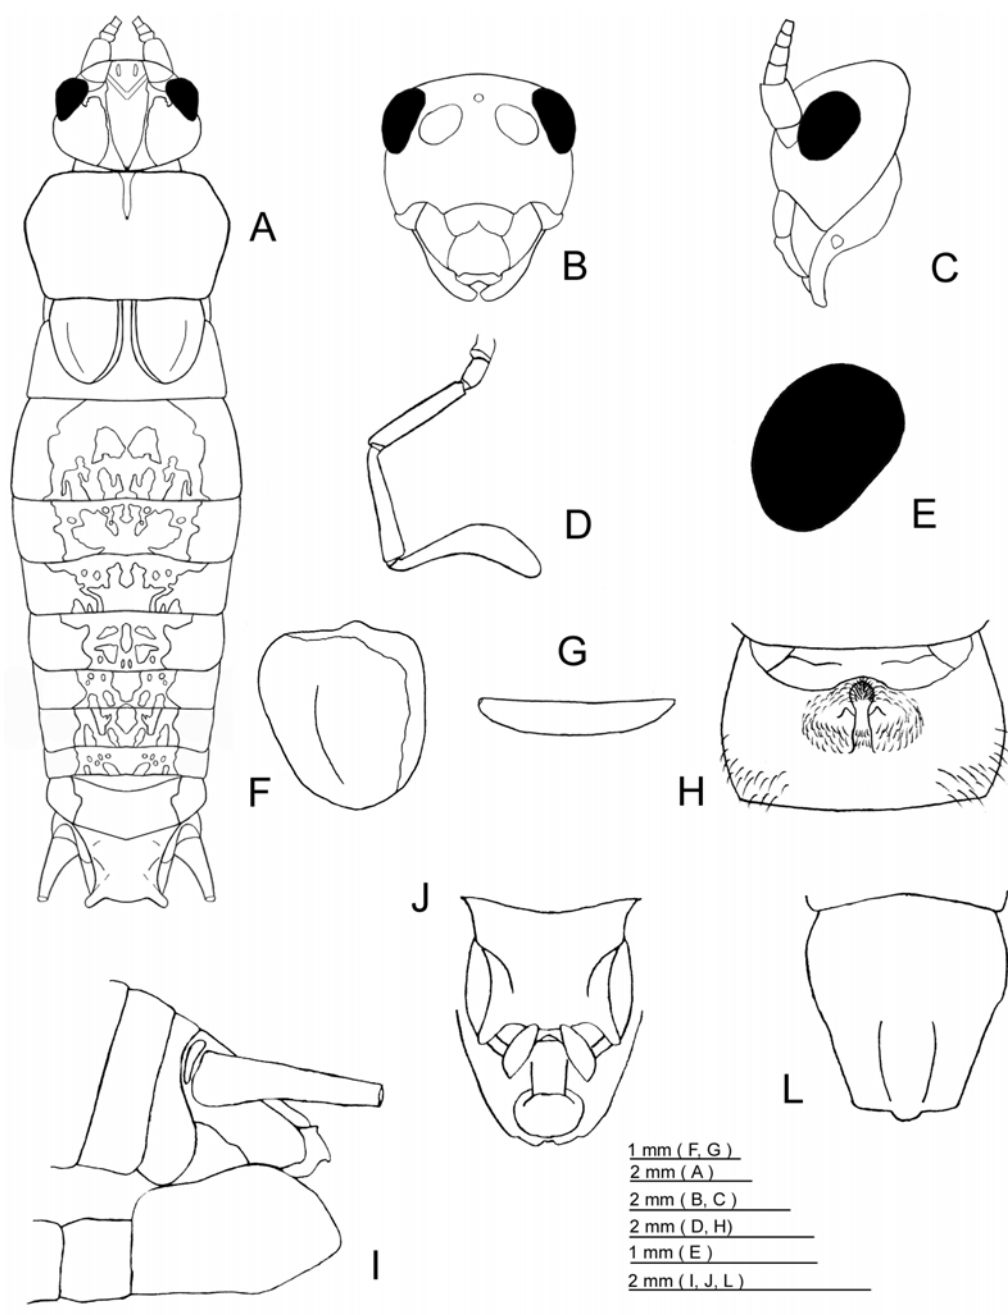 A
B
C
D
E
F
G
H
J
L
I
1 mm ( F, G )
2 mm ( A )
2 mm ( B, C )
2 mm ( D, H)
1 mm ( E )
2 mm ( I, J, L )